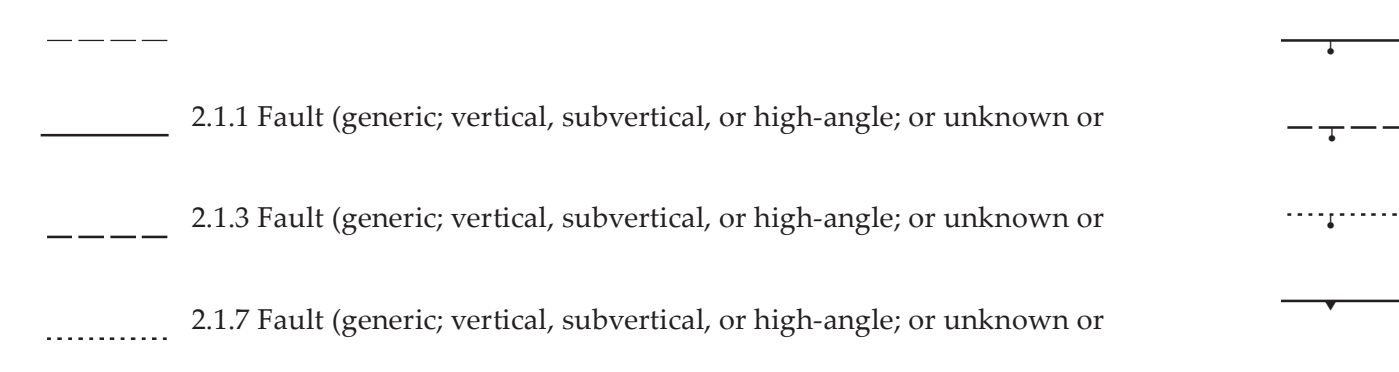 2.1.1 Fault (generic; vertical, subvertical, or high-angle; or unknown or
2.1.3 Fault (generic; vertical, subvertical, or high-angle; or unknown or
2.1.7 Fault (generic; vertical, subvertical, or high-angle; or unknown or